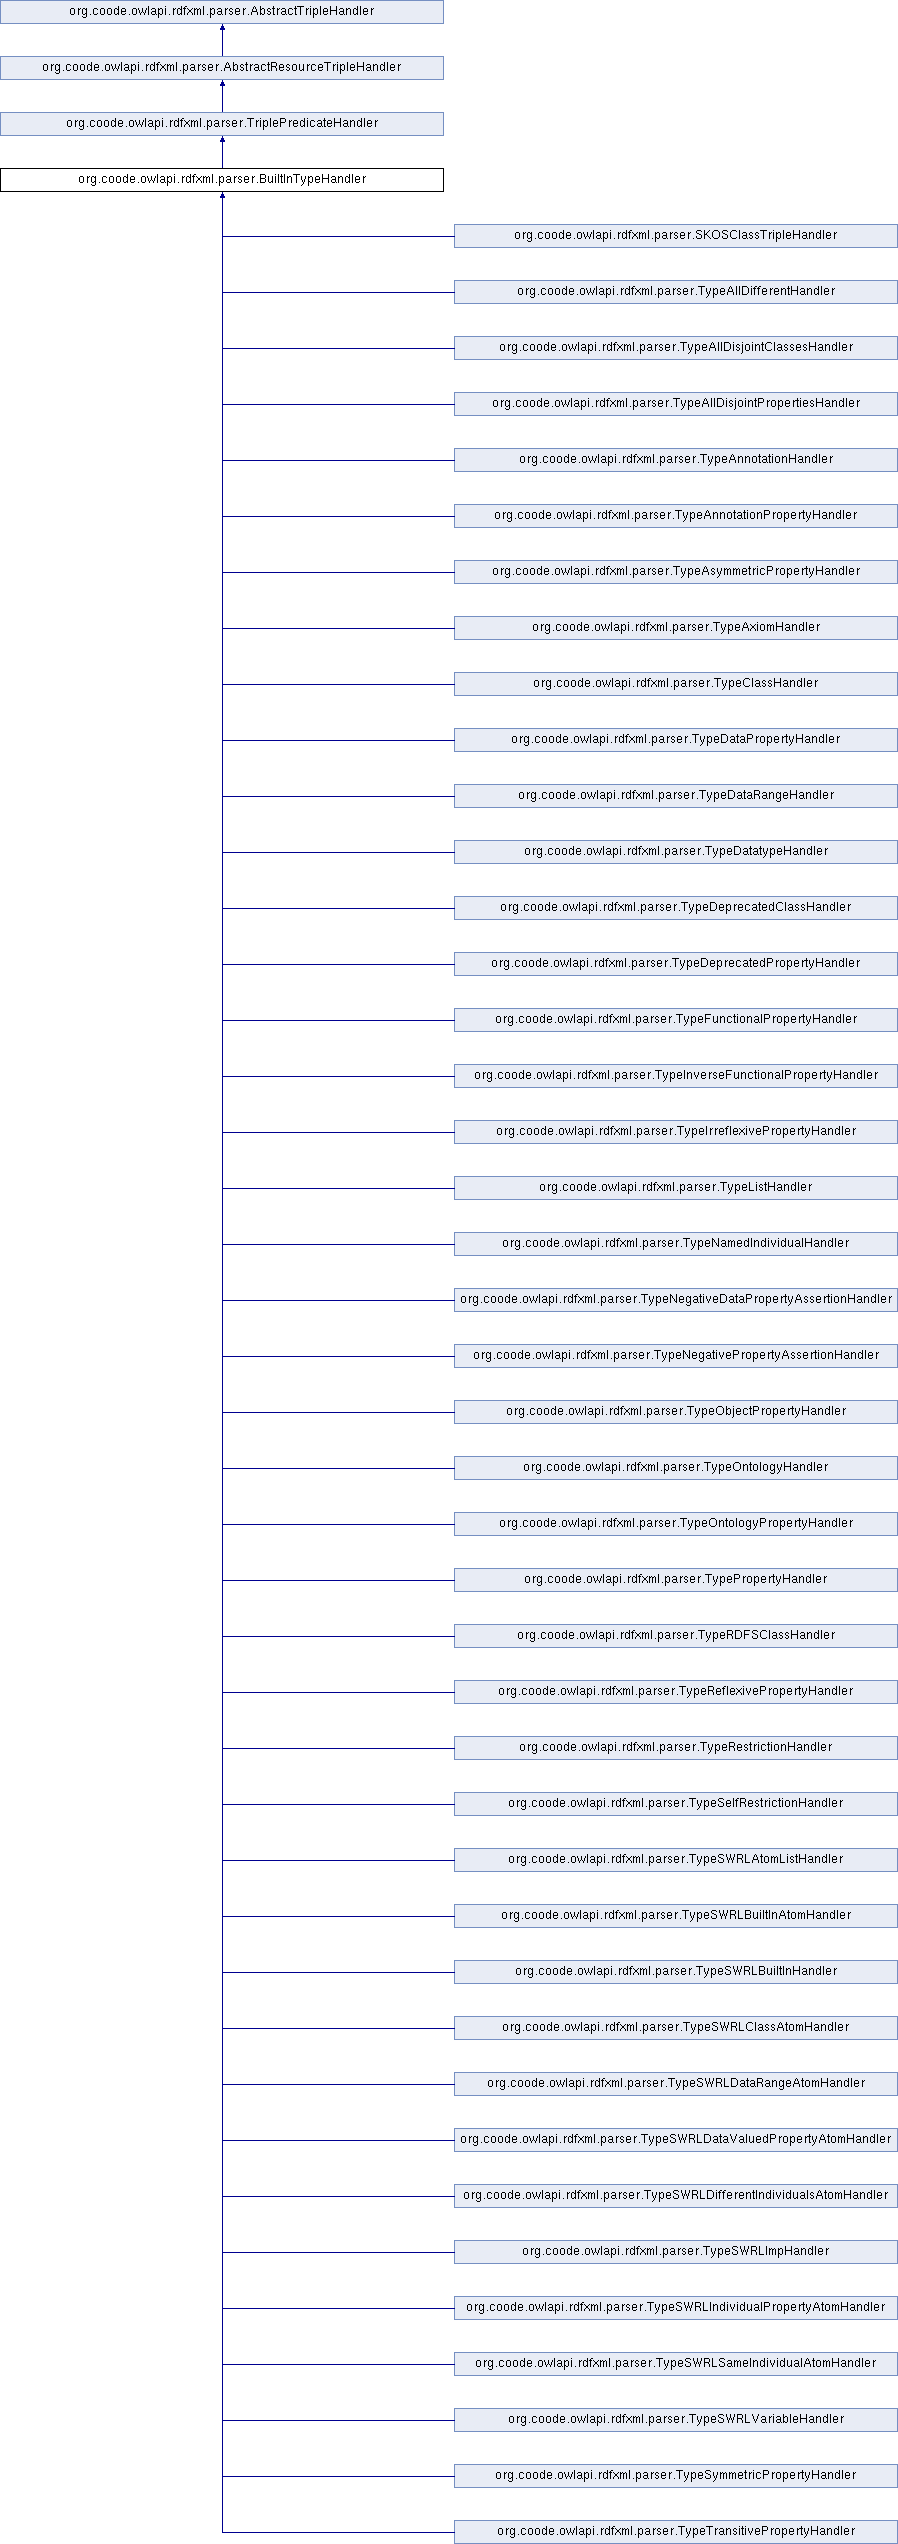 org.coode.owlapi.rdfxml.parser.AbstractTripleHandler
org.coode.owlapi.rdfxml.parser.AbstractResourceTripleHandler
org.coode.owlapi.rdfxml.parser.TriplePredicateHandler
org.coode.owlapi.rdfxml.parser.BuiltInTypeHandler
org.coode.owlapi.rdfxml.parser.SKOSClassTripleHandler
org.coode.owlapi.rdfxml.parser.TypeAllDifferentHandler
org.coode.owlapi.rdfxml.parser.TypeAllDisjointClassesHandler
org.coode.owlapi.rdfxml.parser.TypeAllDisjointPropertiesHandler
org.coode.owlapi.rdfxml.parser.TypeAnnotationHandler
org.coode.owlapi.rdfxml.parser.TypeAnnotationPropertyHandler
org.coode.owlapi.rdfxml.parser.TypeAsymmetricPropertyHandler
org.coode.owlapi.rdfxml.parser.TypeAxiomHandler
org.coode.owlapi.rdfxml.parser.TypeClassHandler
org.coode.owlapi.rdfxml.parser.TypeDataPropertyHandler
org.coode.owlapi.rdfxml.parser.TypeDataRangeHandler
org.coode.owlapi.rdfxml.parser.TypeDatatypeHandler
org.coode.owlapi.rdfxml.parser.TypeDeprecatedClassHandler
org.coode.owlapi.rdfxml.parser.TypeDeprecatedPropertyHandler
org.coode.owlapi.rdfxml.parser.TypeFunctionalPropertyHandler
org.coode.owlapi.rdfxml.parser.TypeInverseFunctionalPropertyHandler
org.coode.owlapi.rdfxml.parser.TypeIrreflexivePropertyHandler
org.coode.owlapi.rdfxml.parser.TypeListHandler
org.coode.owlapi.rdfxml.parser.TypeNamedIndividualHandler
org.coode.owlapi.rdfxml.parser.TypeNegativeDataPropertyAssertionHandler
org.coode.owlapi.rdfxml.parser.TypeNegativePropertyAssertionHandler
org.coode.owlapi.rdfxml.parser.TypeObjectPropertyHandler
org.coode.owlapi.rdfxml.parser.TypeOntologyHandler
org.coode.owlapi.rdfxml.parser.TypeOntologyPropertyHandler
org.coode.owlapi.rdfxml.parser.TypePropertyHandler
org.coode.owlapi.rdfxml.parser.TypeRDFSClassHandler
org.coode.owlapi.rdfxml.parser.TypeReflexivePropertyHandler
org.coode.owlapi.rdfxml.parser.TypeRestrictionHandler
org.coode.owlapi.rdfxml.parser.TypeSelfRestrictionHandler
org.coode.owlapi.rdfxml.parser.TypeSWRLAtomListHandler
org.coode.owlapi.rdfxml.parser.TypeSWRLBuiltInAtomHandler
org.coode.owlapi.rdfxml.parser.TypeSWRLBuiltInHandler
org.coode.owlapi.rdfxml.parser.TypeSWRLClassAtomHandler
org.coode.owlapi.rdfxml.parser.TypeSWRLDataRangeAtomHandler
org.coode.owlapi.rdfxml.parser.TypeSWRLDataValuedPropertyAtomHandler
org.coode.owlapi.rdfxml.parser.TypeSWRLDifferentIndividualsAtomHandler
org.coode.owlapi.rdfxml.parser.TypeSWRLImpHandler
org.coode.owlapi.rdfxml.parser.TypeSWRLIndividualPropertyAtomHandler
org.coode.owlapi.rdfxml.parser.TypeSWRLSameIndividualAtomHandler
org.coode.owlapi.rdfxml.parser.TypeSWRLVariableHandler
org.coode.owlapi.rdfxml.parser.TypeSymmetricPropertyHandler
org.coode.owlapi.rdfxml.parser.TypeTransitivePropertyHandler